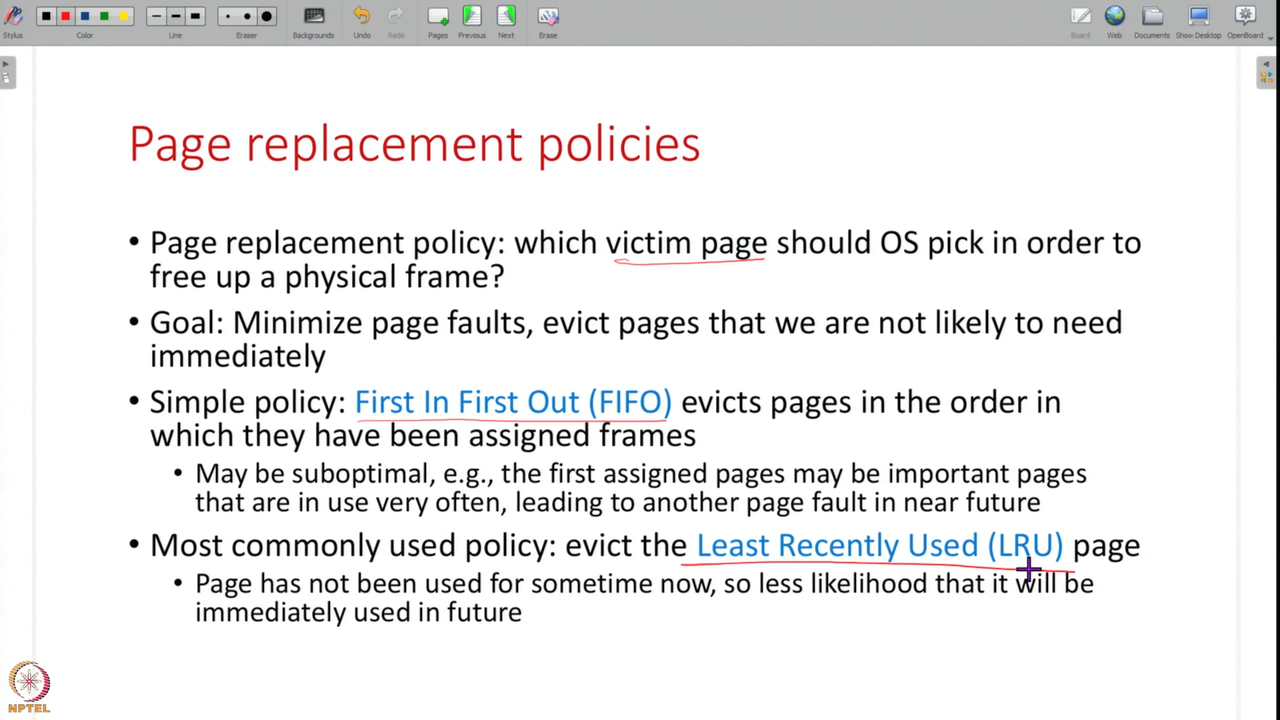 Stylus
Color
Line
Eraser
Backgrounds
Undo
Redo
Pages
Previous
Next
Erase
Board
Web
Documents
Show Desktop
OpenBoard
Page replacement policies
• Page replacement policy: which victim page should OS pick in order to
free up a physical frame?
• Goal: Minimize page faults, evict pages that we are not likely to need
immediately
• Simple policy: First In First Out (FIFO) evicts pages in the order in
which they have been assigned frames
• May be suboptimal, e.g., the first assigned pages may be important pages
that are in use very often, leading to another page fault in near future
• Most commonly used policy: evict the Least Recently Used (LRU) page
• Page has not been used for sometime now, so less likelihood that it will be
immediately used in future
NPTEL